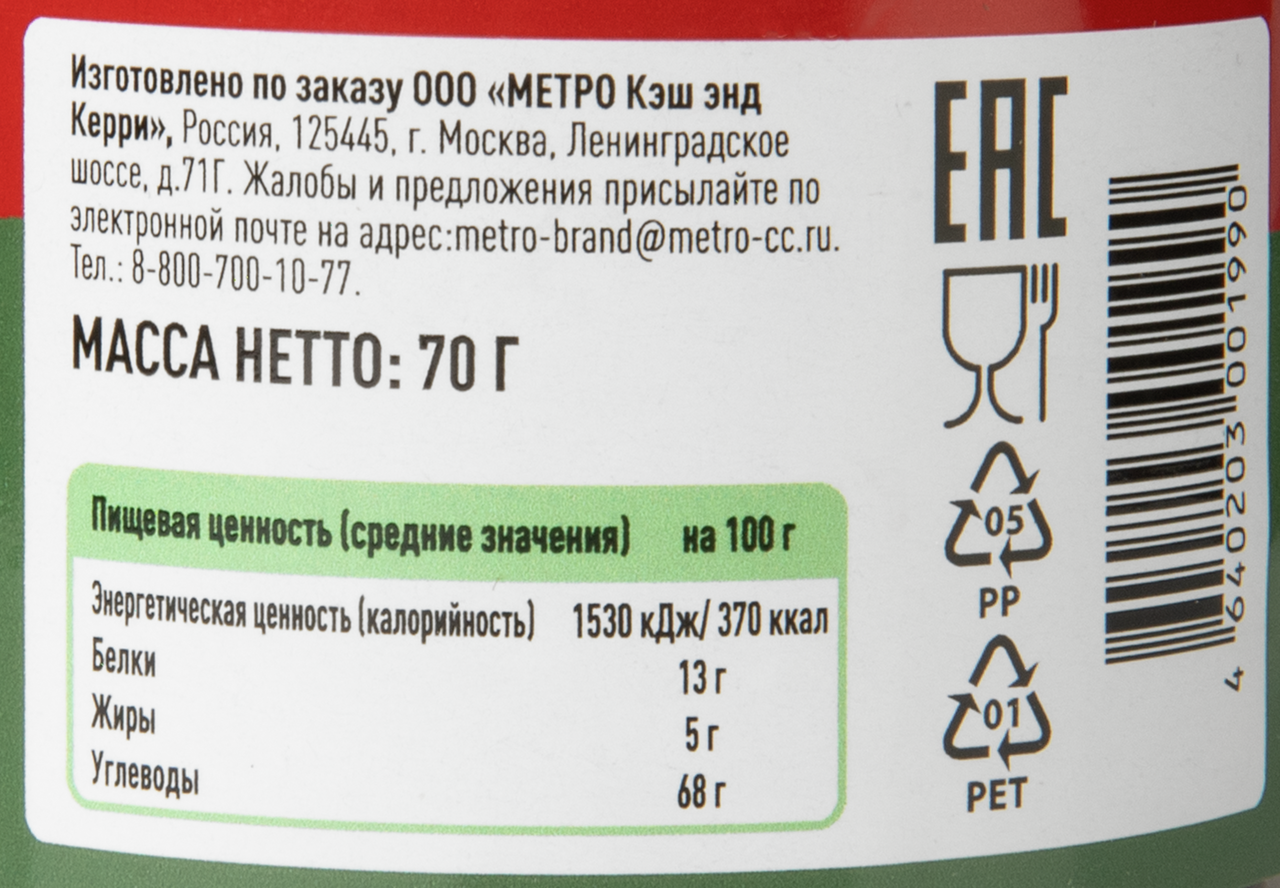 Изготовлено по заказу ООО «МЕТРО Кэш энд
Керри», Россия, 125445, г. Москва, Ленинградское
шоссе, д.71Г. Жалобы и предложения присылайте по
электронной почте на адрес:metro-brand@metro-cc.ru.
Тел.: 8-800-700-10-77.
МАССА НЕТТО: 70 Г
Пищевая ценность (средние значения) на 100 г
Энергетическая ценность (калорийность) 1530 кДж/ 370 ккал
Белки 13 г
Жиры 5 г
Углеводы 68 г
EAC
05
PP
01
PET
4 640203 001990